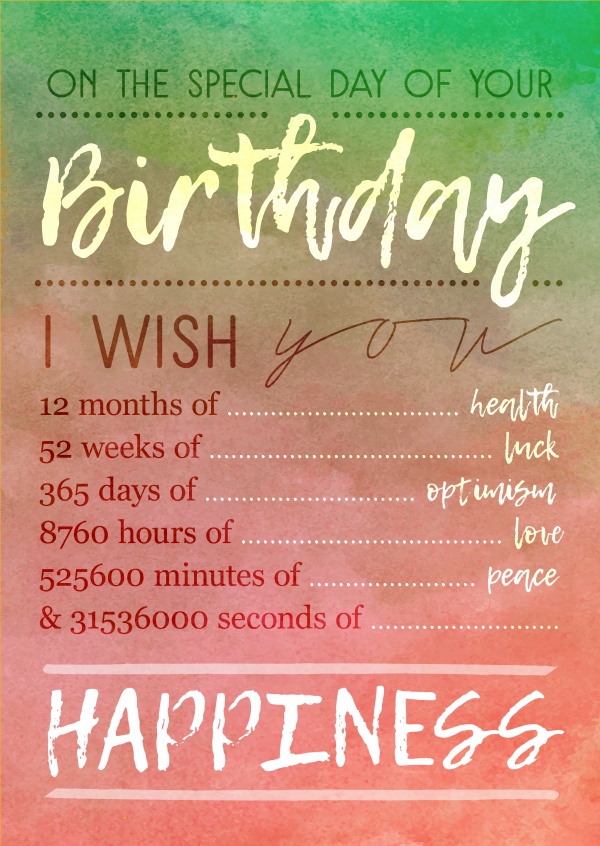 ON THE SPECIAL DAY OF YOUR
Birthday
I WISH you
12 months of ........................................ health
52 weeks of ................................................ luck
365 days of .................................... optimism
8760 hours of ............................................. love
525600 minutes of ............................. peace
& 31536000 seconds of .................................
HAPPINESS